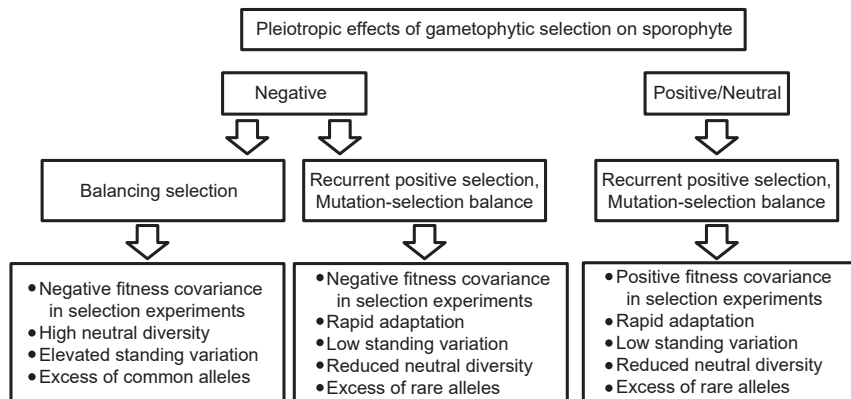 Pleiotropic effects of gametophytic selection on sporophyte
Negative
Positive/Neutral
Balancing selection
Recurrent positive selection,
Mutation-selection balance
Recurrent positive selection,
Mutation-selection balance
•Negative fitness covariance
in selection experiments
•High neutral diversity
•Elevated standing variation
•Excess of common alleles
•Negative fitness covariance
in selection experiments
•Rapid adaptation
•Low standing variation
•Reduced neutral diversity
•Excess of rare alleles
•Positive fitness covariance
in selection experiments
•Rapid adaptation
•Low standing variation
•Reduced neutral diversity
•Excess of rare alleles